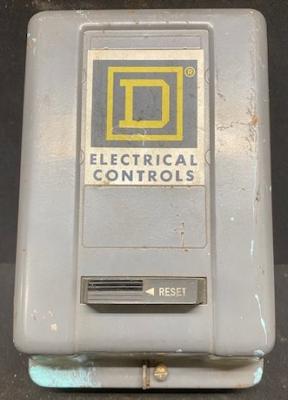 D®
ELECTRICAL
CONTROLS
◄ RESET